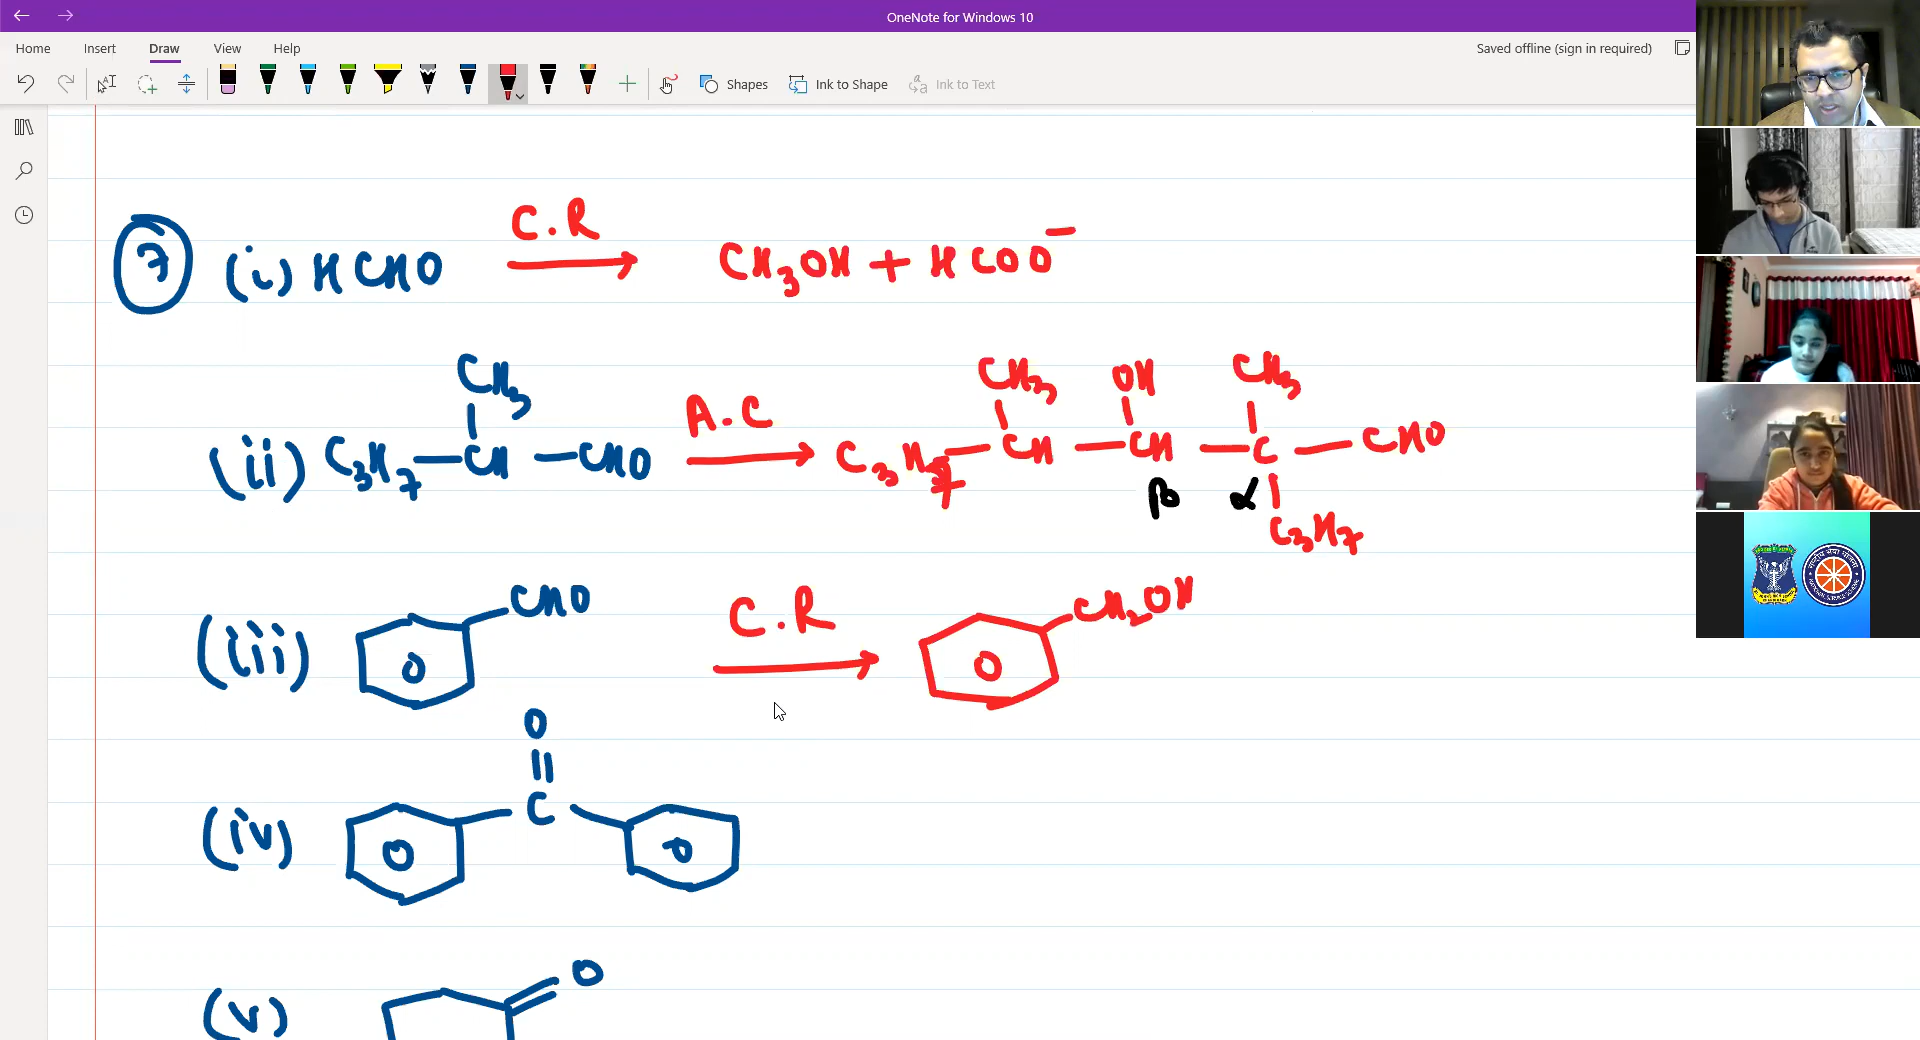 OneNote for Windows 10
Home Insert Draw View Help
Saved offline (sign in required)
Shapes Ink to Shape Ink to Text
7 (i) HCHO C.R → CH3OH + HCOO⁻
CH3 CH3 OH CH3
(ii) C3H7—CH—CHO A.C → C3H7—CH—CH—C—CHO
β α C3H7
(iii) CHO C.R → CH2OH
O
(iv) C
(v) O